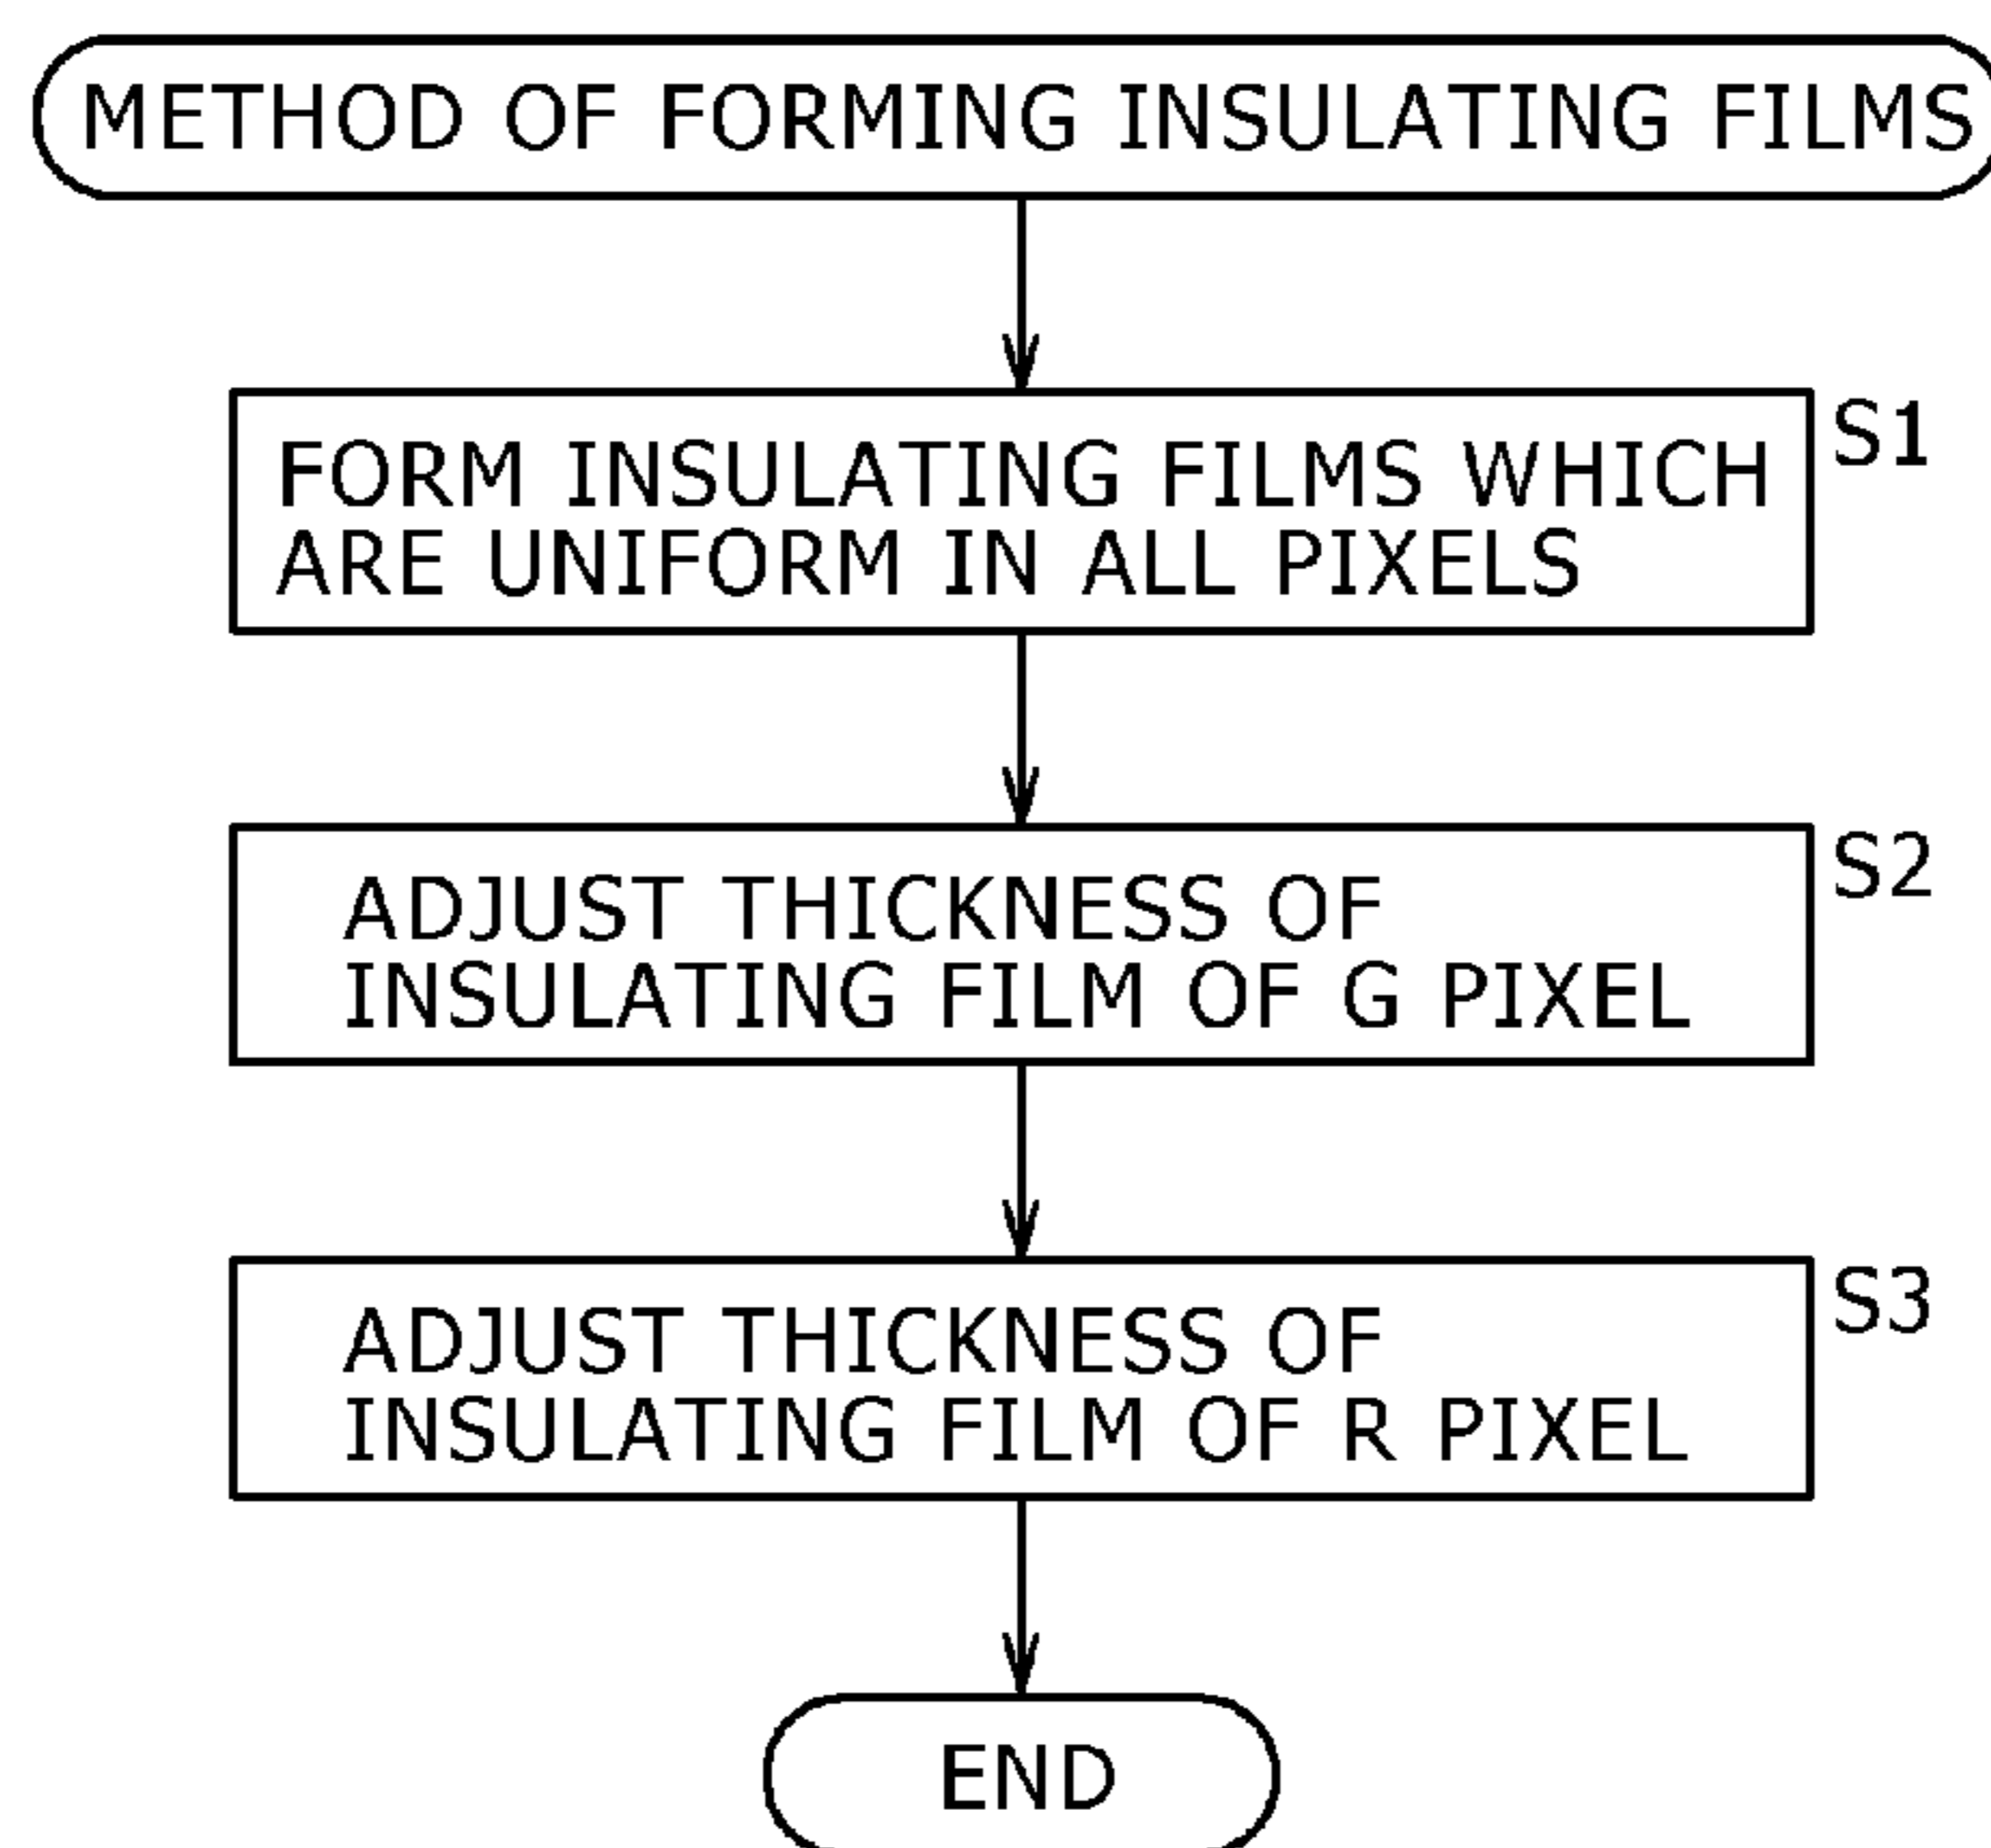 METHOD OF FORMING INSULATING FILMS
FORM INSULATING FILMS WHICH
ARE UNIFORM IN ALL PIXELS
S1
ADJUST THICKNESS OF
INSULATING FILM OF G PIXEL
S2
ADJUST THICKNESS OF
INSULATING FILM OF R PIXEL
S3
END